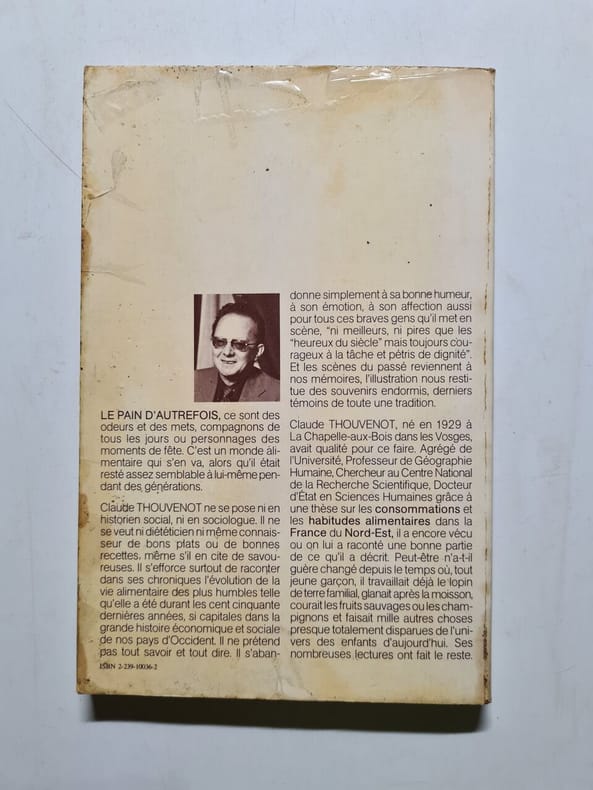 LE PAIN D'AUTREFOIS, ce sont des
odeurs et des mets, compagnons de
tous les jours ou personnages des
moments de fête. C'est un monde ali-
mentaire qui s'en va, alors qu'il était
resté assez semblable à lui-même pen-
dant des générations.
Claude THOUVENOT ne se pose ni en
historien social, ni en sociologue. Il ne
se veut ni diététicien ni même connais-
seur de bons plats ou de bonnes
recettes, même s'il en cite de savou-
reuses. Il s'efforce surtout de raconter
dans ses chroniques l'évolution de la
vie alimentaire des plus humbles telle
qu'elle a été durant les cent cinquante
dernières années, si capitales dans la
grande histoire économique et sociale
de nos pays d'Occident. Il ne prétend
pas tout savoir et tout dire. Il s'aban-
ISBN 2-239-10036-2
donne simplement à sa bonne humeur,
à son émotion, à son affection aussi
pour tous ces braves gens qu'il met en
scène, "ni meilleurs, ni pires que les
"heureux du siècle" mais toujours cou-
rageux à la tâche et pétris de dignité".
Et les scènes du passé reviennent à
nos mémoires, l'illustration nous resti-
tue des souvenirs endormis, derniers
témoins de toute une tradition.
Claude THOUVENOT, né en 1929 à
La Chapelle-aux-Bois dans les Vosges,
avait qualité pour ce faire. Agrégé de
l'Université, Professeur de Géographie
Humaine, Chercheur au Centre National
de la Recherche Scientifique, Docteur
d'État en Sciences Humaines grâce à
une thèse sur les consommations et
les habitudes alimentaires dans la
France du Nord-Est, il a encore vécu
ou on lui a raconté une bonne partie
de ce qu'il a décrit. Peut-être n'a-t-il
guère changé depuis le temps où, tout
jeune garçon, il travaillait déjà le lopin
de terre familial, glanait après la moisson,
courait les fruits sauvages ou les cham-
pignons et faisait mille autres choses
presque totalement disparues de l'uni-
vers des enfants d'aujourd'hui. Ses
nombreuses lectures ont fait le reste.